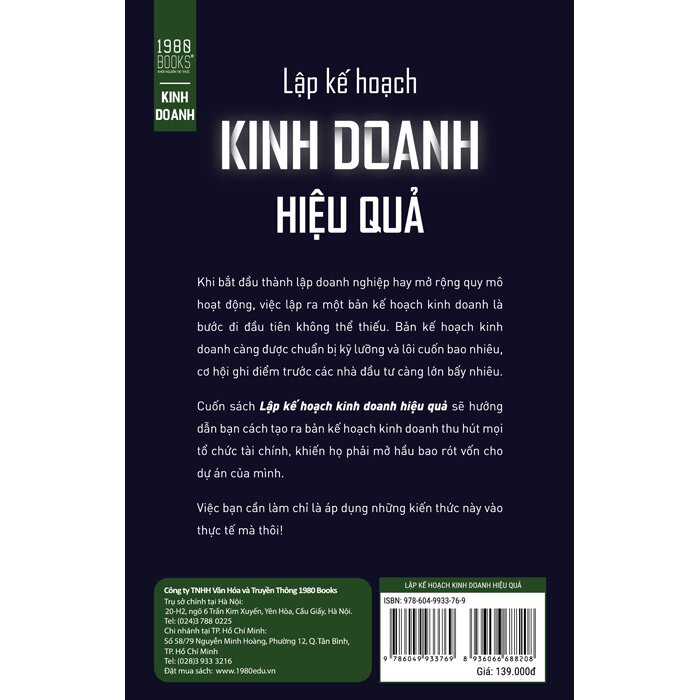 1980
BOOKS®
KHƠI NGUỒN TRI THỨC
KINH
DOANH
Lập kế hoạch
KINH DOANH
HIỆU QUẢ
Khi bắt đầu thành lập doanh nghiệp hay mở rộng quy mô
hoạt động, việc lập ra một bản kế hoạch kinh doanh là
bước đi đầu tiên không thể thiếu. Bản kế hoạch kinh
doanh càng được chuẩn bị kỹ lưỡng và lôi cuốn bao nhiêu,
cơ hội ghi điểm trước các nhà đầu tư càng lớn bấy nhiêu.
Cuốn sách Lập kế hoạch kinh doanh hiệu quả sẽ hướng
dẫn bạn cách tạo ra bản kế hoạch kinh doanh thu hút mọi
tổ chức tài chính, khiến họ phải mở hầu bao rót vốn cho
dự án của mình.
Việc bạn cần làm chỉ là áp dụng những kiến thức này vào
thực tế mà thôi!
Công ty TNHH Văn Hóa và Truyền Thông 1980 Books
Trụ sở chính tại Hà Nội:
20-H2, ngõ 6 Trần Kim Xuyến, Yên Hòa, Cầu Giấy, Hà Nội.
Tel: (024)3 788 0225
Chi nhánh tại TP. Hồ Chí Minh:
Số 58/79 Nguyễn Minh Hoàng, Phường 12, Q.Tân Bình,
TP. Hồ Chí Minh
Tel: (028)3 933 3216
Đặt mua sách: www.1980edu.vn
LẬP KẾ HOẠCH KINH DOANH HIỆU QUẢ
ISBN: 978-604-9933-76-9
9 786049 933769
8 936066 688208
Giá: 139.000đ